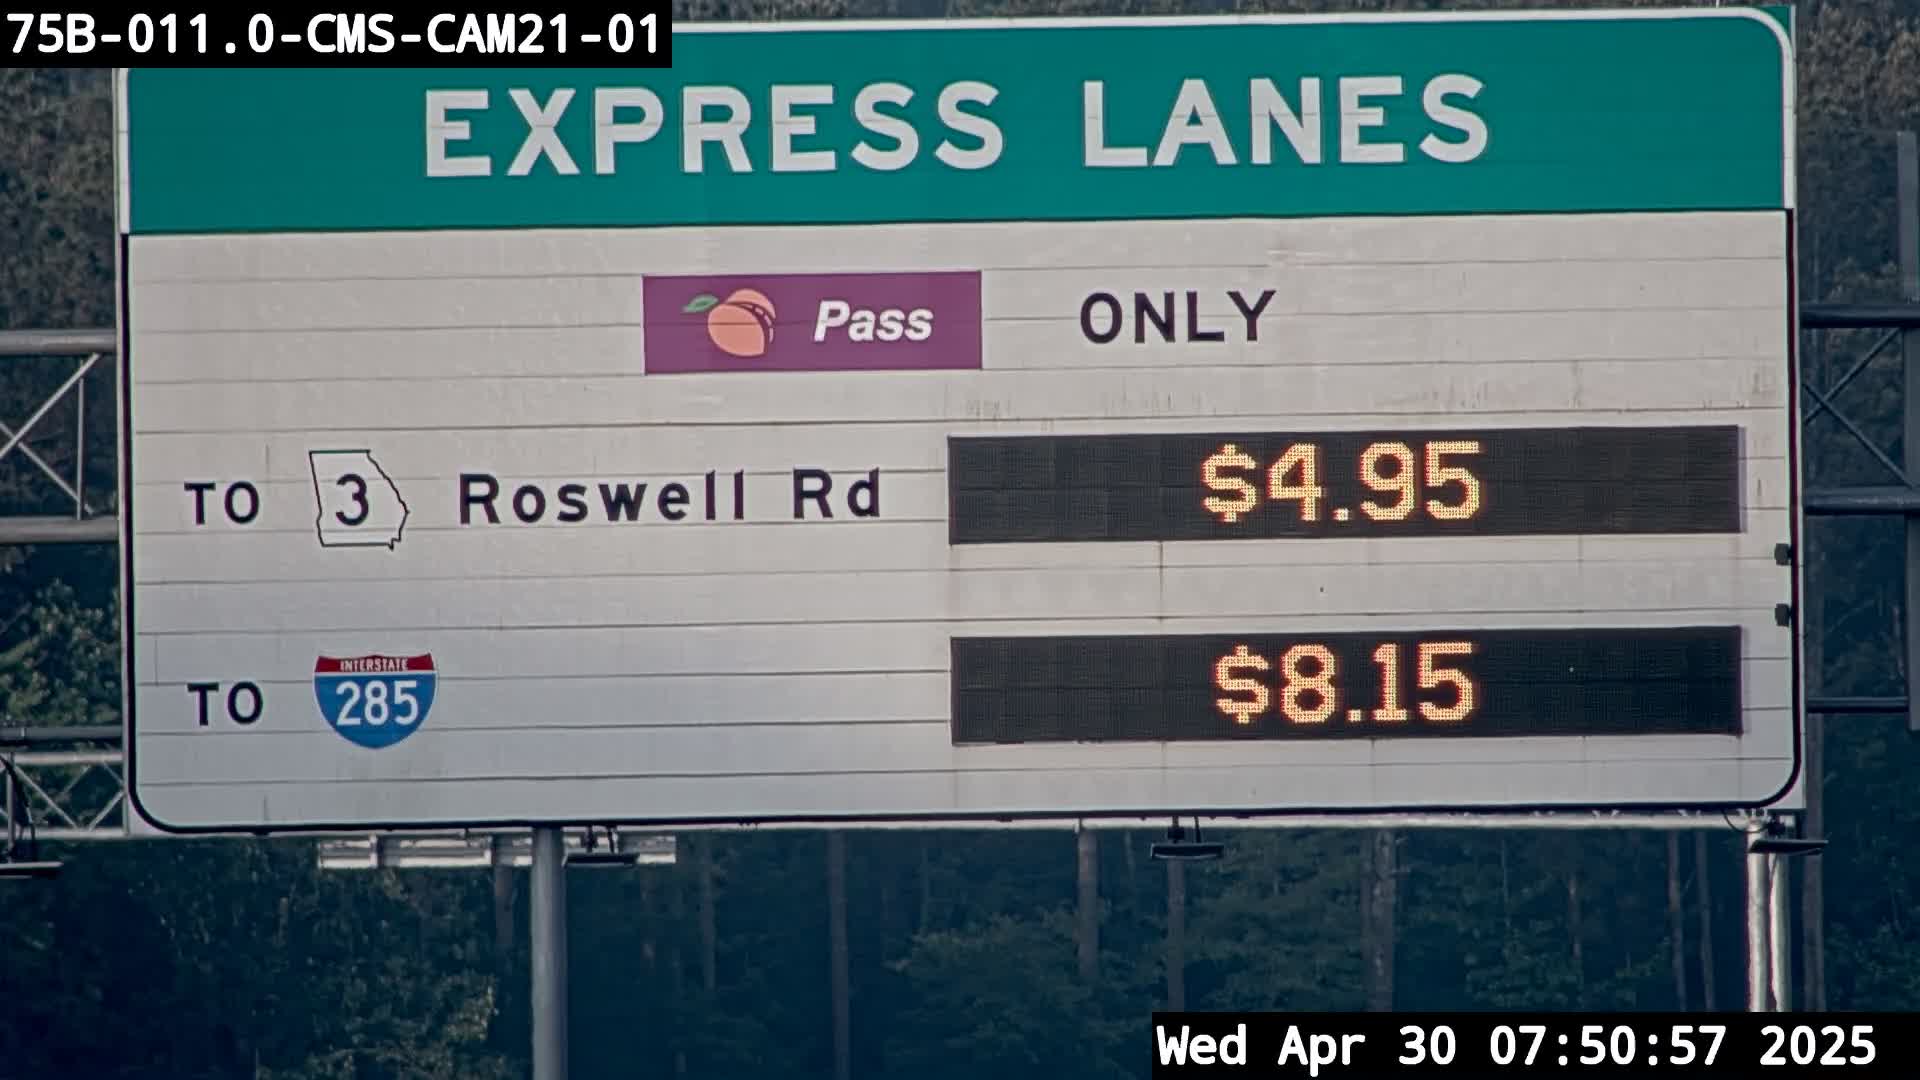 75B-011.0-CMS-CAM21-01
EXPRESS LANES
Pass ONLY
TO 3 Roswell Rd $4.95
INTERSTATE
TO 285 $8.15
Wed Apr 30 07:50:57 2025